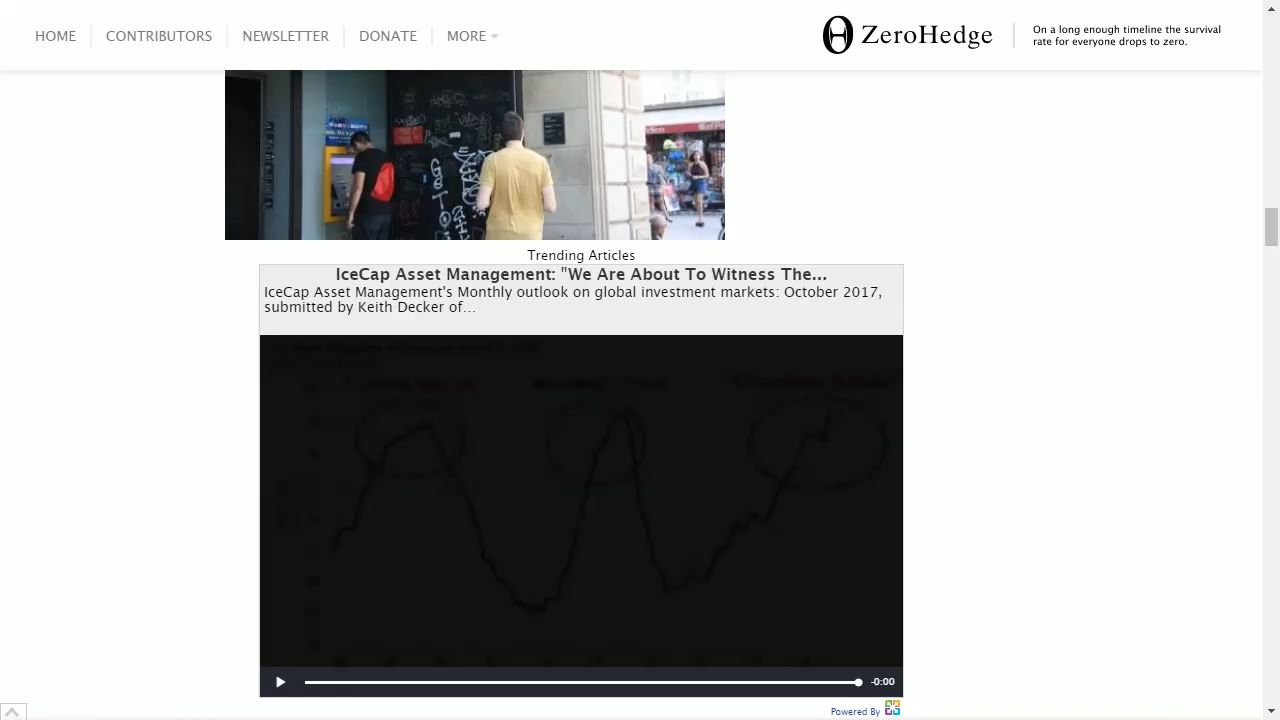 HOME
CONTRIBUTORS
NEWSLETTER
DONATE
MORE
ZeroHedge
On a long enough timeline the survival
rate for everyone drops to zero.
Trending Articles
IceCap Asset Management: "We Are About To Witness The...
IceCap Asset Management's Monthly outlook on global investment markets: October 2017,
submitted by Keith Decker of...
-0:00
Powered By